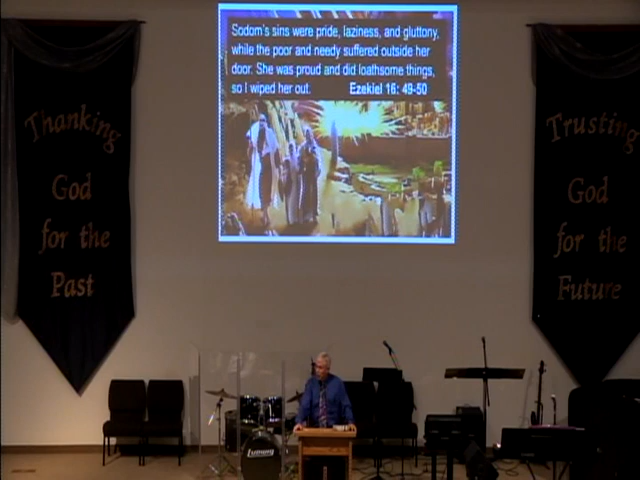 Sodom's sins were pride, laziness, and gluttony,
while the poor and needy suffered outside her
door. She was proud and did loathsome things,
so I wiped her out. Ezekiel 16: 49-50
Thanking
God
for the
Past
Trusting
God
for the
Future
Ludwig